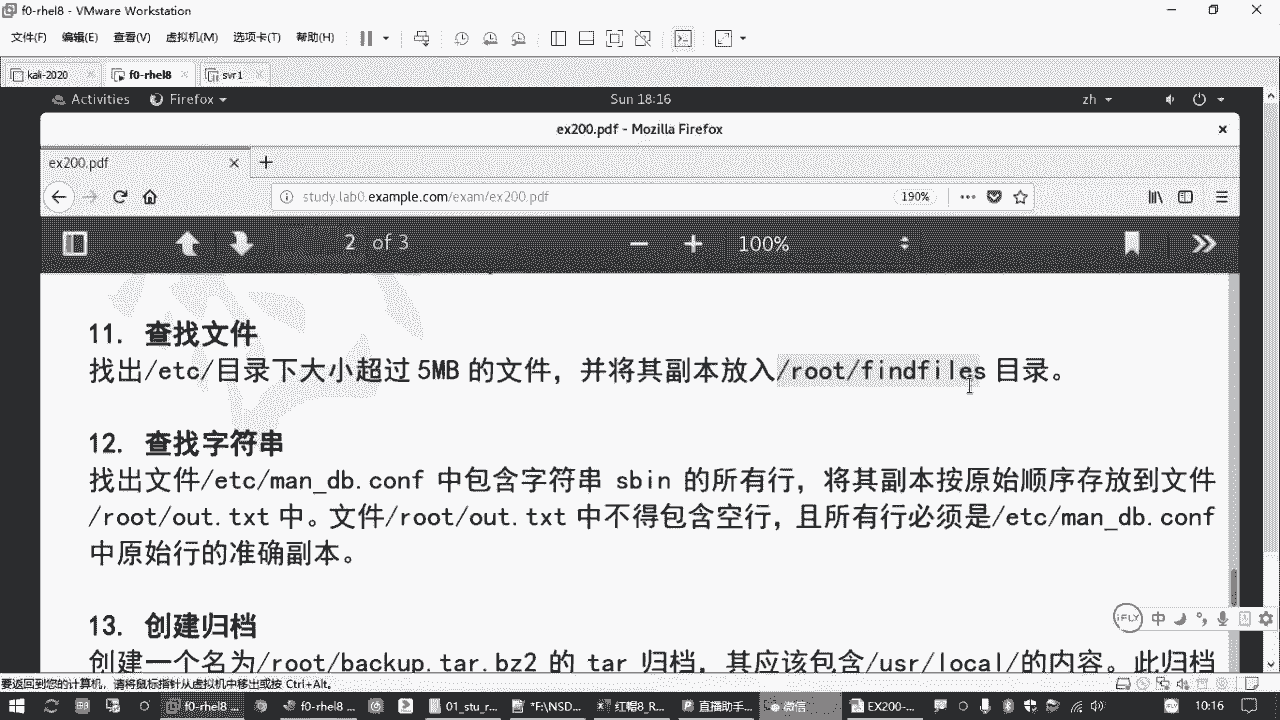 f0-rhel8 - VMware Workstation
文件(F) 编辑(E) 查看(V) 虚拟机(M) 选项卡(T) 帮助(H)
kali-2020 f0-rhel8 svr1
Activities Firefox Sun 18:16 zh
ex200.pdf - Mozilla Firefox
ex200.pdf
study.lab0.example.com/exam/ex200.pdf 190%
2 of 3 100%
11. 查找文件
找出/etc/目录下大小超过 5MB 的文件，并将其副本放入/root/findfiles 目录。
12. 查找字符串
找出文件/etc/man_db.conf 中包含字符串 sbin 的所有行，将其副本按原始顺序存放到文件
/root/out.txt 中。文件/root/out.txt 中不得包含空行，且所有行必须是/etc/man_db.conf
中原始行的准确副本。
13. 创建归档
创建一个名为/root/backup.tar.bz2 的 tar 归档，其应该包含/usr/local/的内容。此归档
iFLY 中
要返回到您的计算机，请将鼠标指针从虚拟机中移出或按 Ctrl+Alt。
f0-rhel8 ... f0-rhel8 ... 01_stu_r... *F:\NSD... 红帽8_R... 直播助手... 微信 EX200-... 10:16